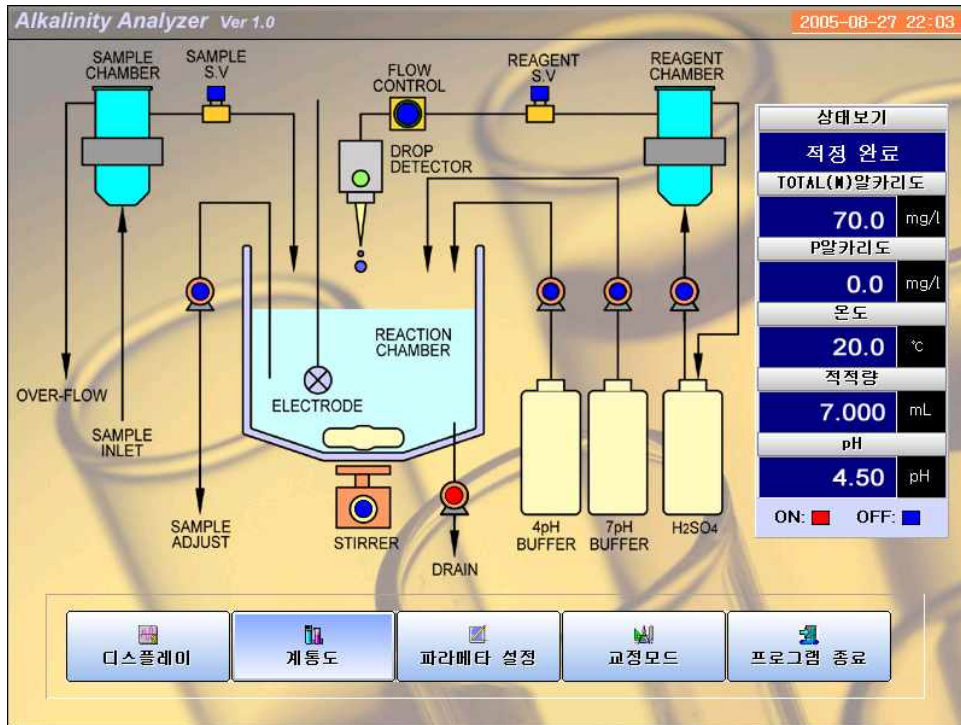 Alkalinity Analyzer Ver 1.0
2005-08-27 22:03
SAMPLE
CHAMBER
SAMPLE
S.V
FLOW
CONTROL
REAGENT
S.V
REAGENT
CHAMBER
DROP
DETECTOR
REACTION
CHAMBER
ELECTRODE
OVER-FLOW
SAMPLE
INLET
SAMPLE
ADJUST
STIRRER
DRAIN
4pH
BUFFER
7pH
BUFFER
H2SO4
상태보기
적정 완료
TOTAL(M)알카리도
70.0 mg/l
P알카리도
0.0 mg/l
온도
20.0 ℃
적적량
7.000 mL
pH
4.50 pH
ON: OFF:
디스플레이
계통도
파라메타 설정
교정모드
프로그램 종료